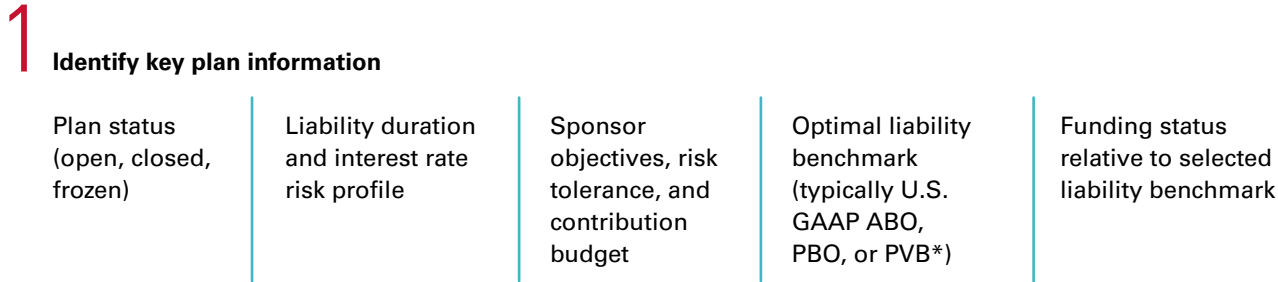 1
Identify key plan information
Plan status
(open, closed,
frozen)
Liability duration
and interest rate
risk profile
Sponsor
objectives, risk
tolerance, and
contribution
budget
Optimal liability
benchmark
(typically U.S.
GAAP ABO,
PBO, or PVB*)
Funding status
relative to selected
liability benchmark